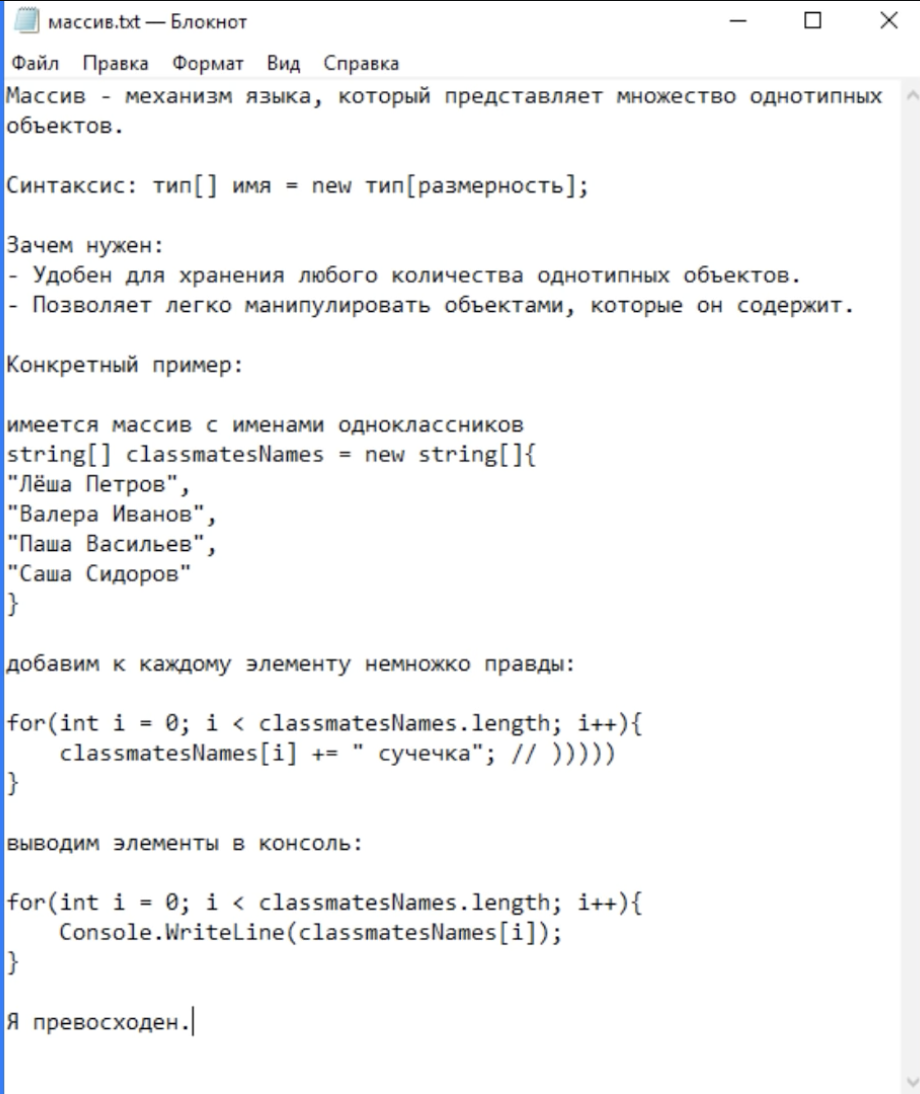 массив.txt — Блокнот
Файл Правка Формат Вид Справка
Массив - механизм языка, который представляет множество однотипных
объектов.
Синтаксис: тип[] имя = new тип[размерность];
Зачем нужен:
- Удобен для хранения любого количества однотипных объектов.
- Позволяет легко манипулировать объектами, которые он содержит.
Конкретный пример:
имеется массив с именами одноклассников
string[] classmatesNames = new string[]{
"Лёша Петров",
"Валера Иванов",
"Паша Васильев",
"Саша Сидоров"
}
добавим к каждому элементу немножко правды:
for(int i = 0; i < classmatesNames.length; i++){
    classmatesNames[i] += " сучечка"; // )))))
}
выводим элементы в консоль:
for(int i = 0; i < classmatesNames.length; i++){
    Console.WriteLine(classmatesNames[i]);
}
Я превосходен.